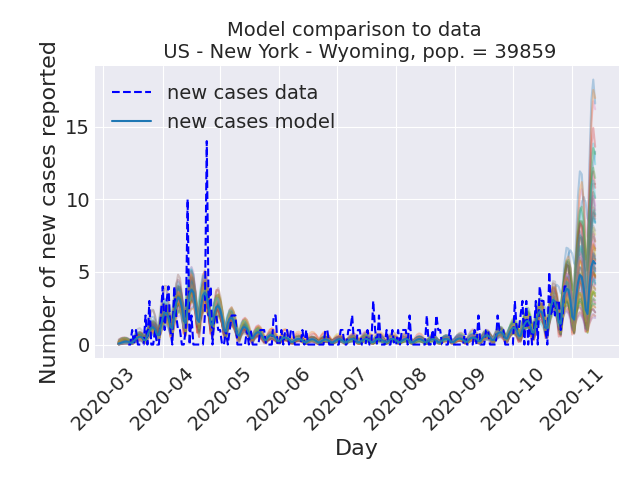 Model comparison to data
US - New York - Wyoming, pop. = 39859
Number of new cases reported
new cases data
new cases model
15
10
5
0
2020-03
2020-04
2020-05
2020-06
2020-07
2020-08
2020-09
2020-10
2020-11
Day